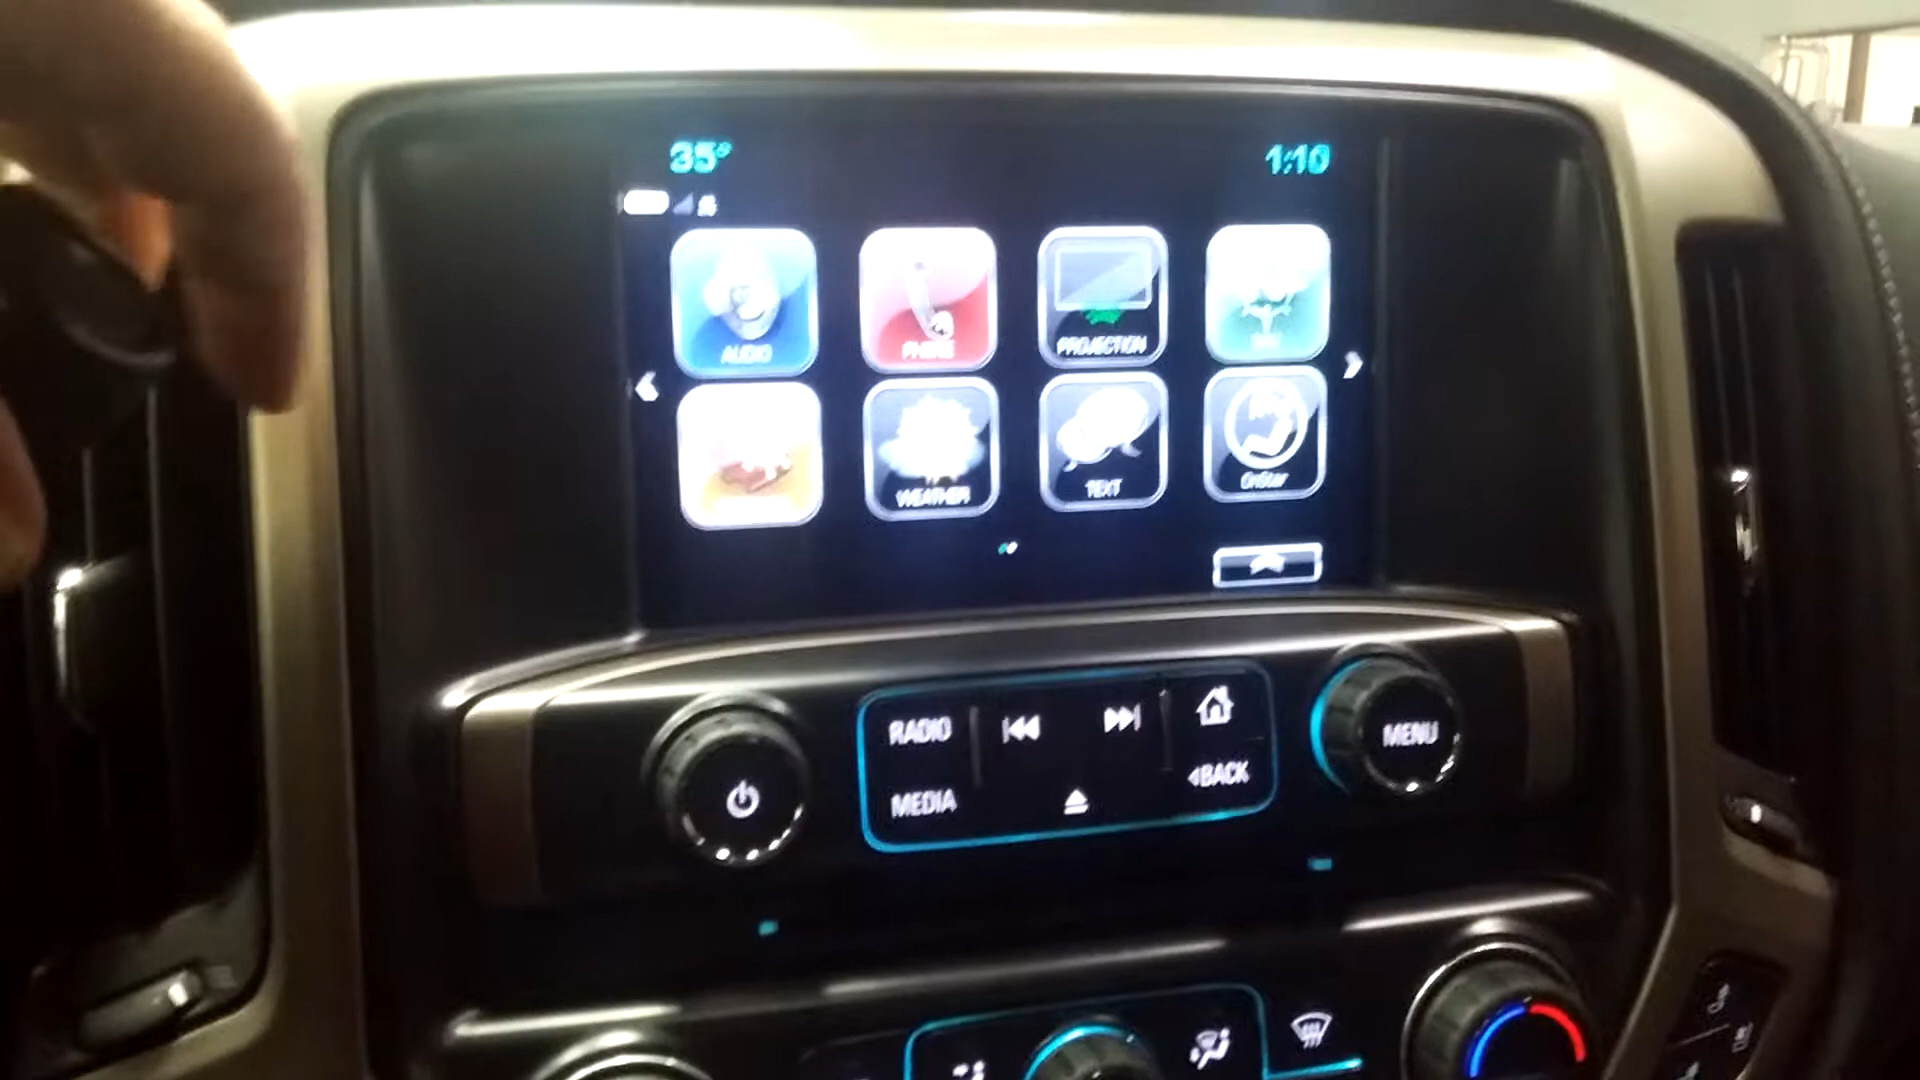 35° 1:10
AUDIO PHONE PROJECTION
WEATHER TEXT OnStar
RADIO
MEDIA
BACK
MENU